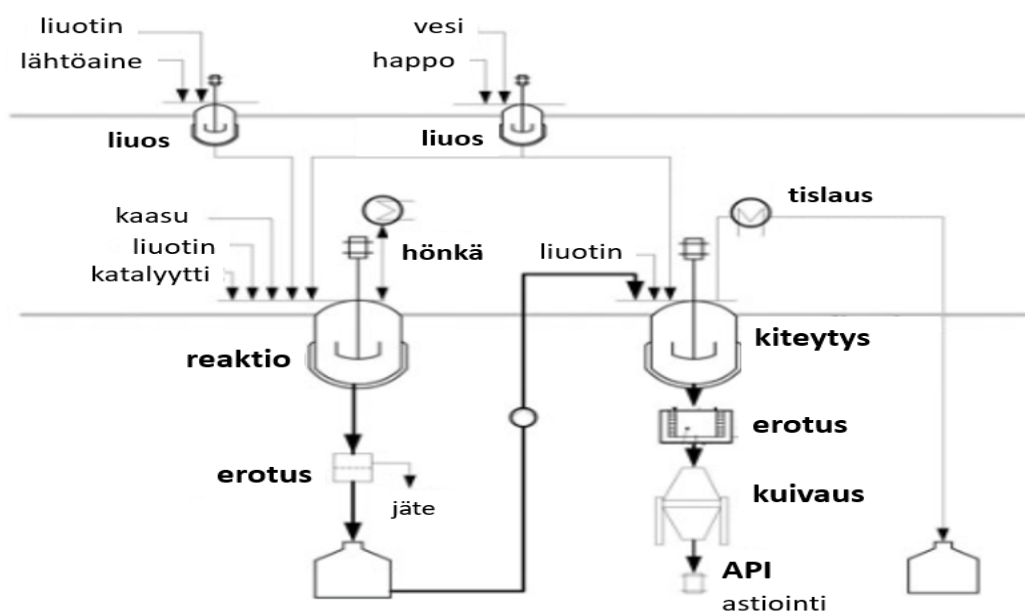 liuotin
lähtöaine
vesi
happo
liuos
liuos
kaasu
liuotin
katalyytti
hönkä
liuotin
tislaus
reaktio
kiteytys
erotus
jäte
erotus
kuivaus
API
astiointi